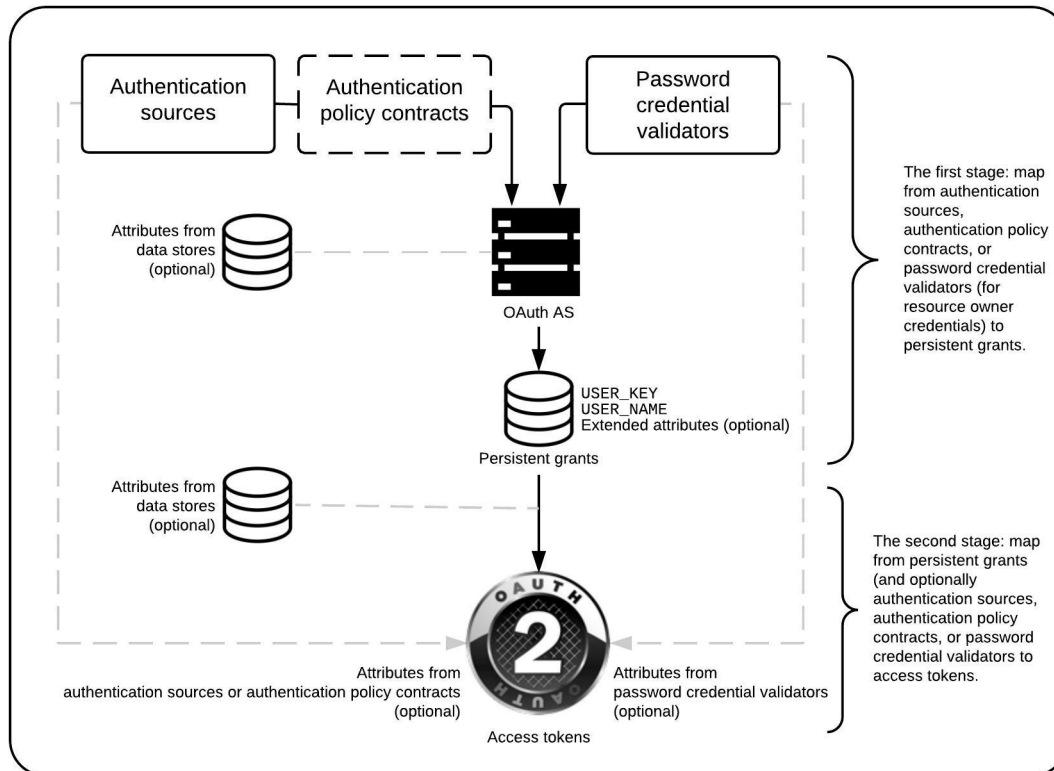 Authentication
sources
Authentication
policy contracts
Password
credential
validators
The first stage: map
from authentication
sources,
authentication policy
contracts, or
password credential
validators (for
resource owner
credentials) to
persistent grants.
Attributes from
data stores
(optional)
OAuth AS
USER_KEY
USER_NAME
Extended attributes (optional)
Persistent grants
Attributes from
data stores
(optional)
The second stage: map
from persistent grants
(and optionally
authentication sources,
authentication policy
contracts, or password
credential validators to
access tokens.
OAUTH
2
OAUTH
Attributes from
authentication sources or authentication policy contracts
(optional)
Attributes from
password credential validators
(optional)
Access tokens